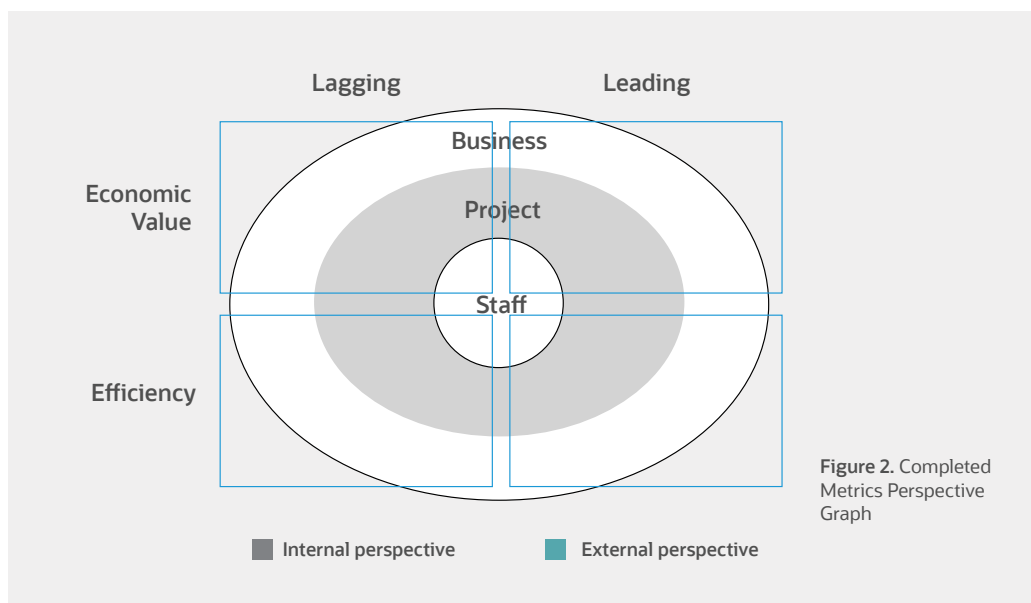 Lagging
Leading
Business
Economic
Value
Project
Staff
Efficiency
Figure 2. Completed
Metrics Perspective
Graph
Internal perspective
External perspective